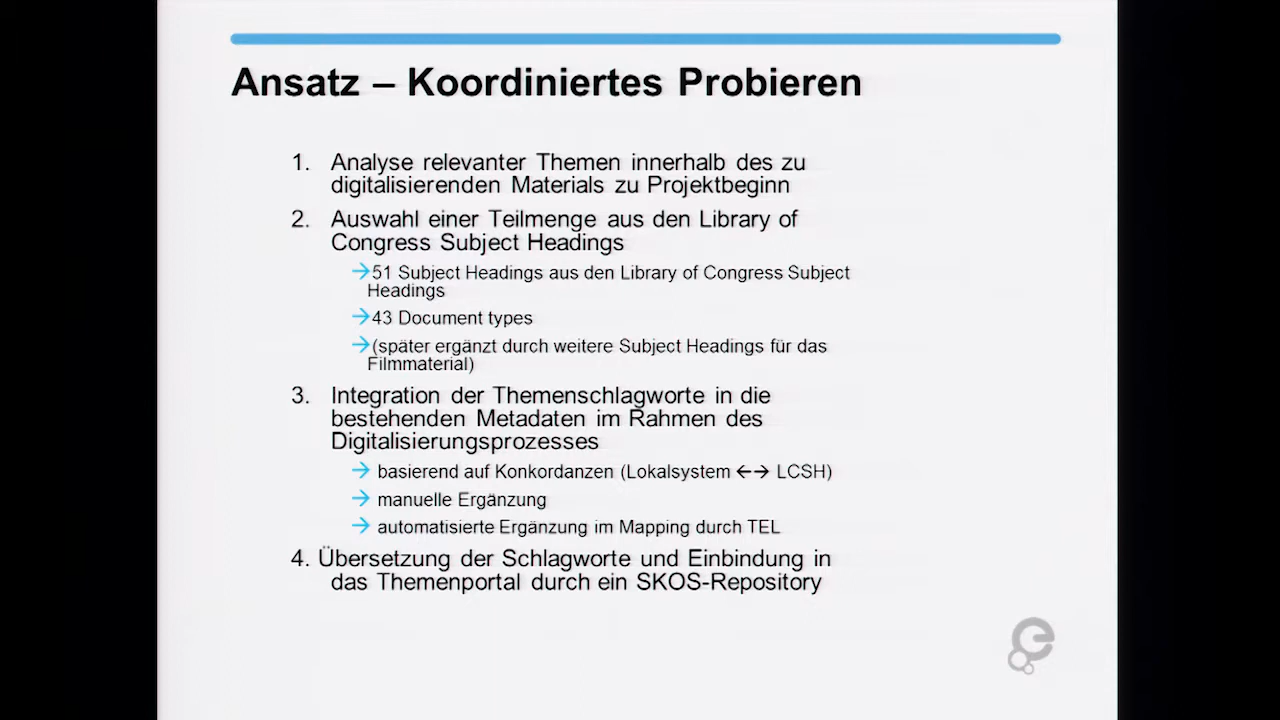 Ansatz – Koordiniertes Probieren
1. Analyse relevanter Themen innerhalb des zu
digitalisierenden Materials zu Projektbeginn
2. Auswahl einer Teilmenge aus den Library of
Congress Subject Headings
→51 Subject Headings aus den Library of Congress Subject
Headings
→43 Document types
→(später ergänzt durch weitere Subject Headings für das
Filmmaterial)
3. Integration der Themenschlagworte in die
bestehenden Metadaten im Rahmen des
Digitalisierungsprozesses
→ basierend auf Konkordanzen (Lokalsystem ←→ LCSH)
→ manuelle Ergänzung
→ automatisierte Ergänzung im Mapping durch TEL
4. Übersetzung der Schlagworte und Einbindung in
das Themenportal durch ein SKOS-Repository